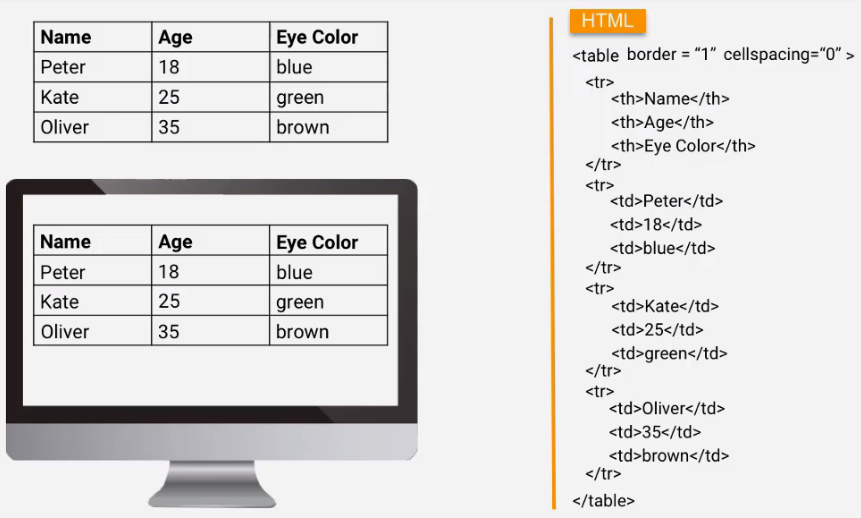 Name Age Eye Color
Peter 18 blue
Kate 25 green
Oliver 35 brown
Name Age Eye Color
Peter 18 blue
Kate 25 green
Oliver 35 brown
HTML
<table border = “1” cellspacing=“0” >
<tr>
<th>Name</th>
<th>Age</th>
<th>Eye Color</th>
</tr>
<tr>
<td>Peter</td>
<td>18</td>
<td>blue</td>
</tr>
<tr>
<td>Kate</td>
<td>25</td>
<td>green</td>
</tr>
<tr>
<td>Oliver</td>
<td>35</td>
<td>brown</td>
</tr>
</table>